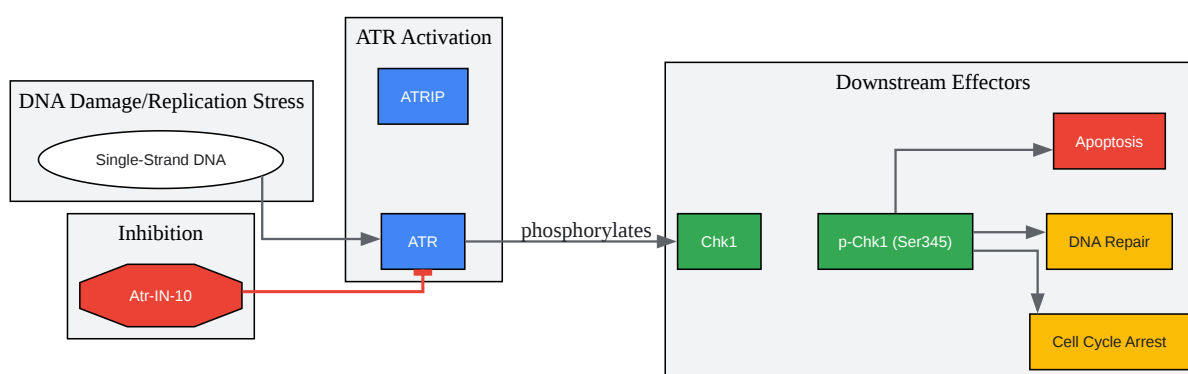 DNA Damage/Replication Stress
Single-Strand DNA
Inhibition
Atr-IN-10
ATR Activation
ATRIP
ATR
phosphorylates
Downstream Effectors
Chk1
p-Chk1 (Ser345)
Apoptosis
DNA Repair
Cell Cycle Arrest